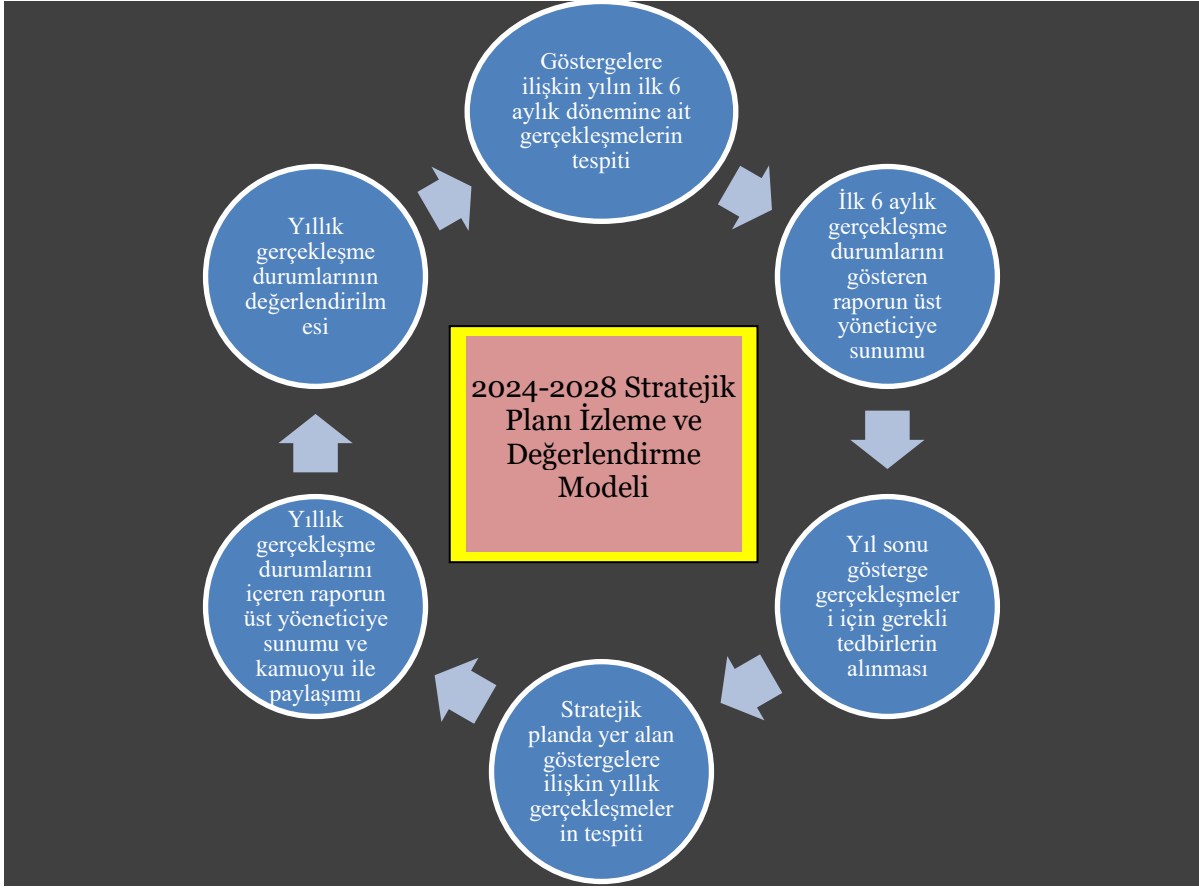 Göstergelere
ilişkin yılın ilk 6
aylık dönemine ait
gerçekleşmelerin
tespiti
İlk 6 aylık
gerçekleşme
durumlarını
gösteren
raporun üst
yöneticiye
sunumu
Yıl sonu
gösterge
gerçekleşmeler
i için gerekli
tedbirlerin
alınması
Stratejik
planda yer alan
göstergelere
ilişkin yıllık
gerçekleşmeler
in tespiti
Yıllık
gerçekleşme
durumlarını
içeren raporun
üst yöeneticiye
sunumu ve
kamuoyu ile
paylaşımı
Yıllık
gerçekleşme
durumlarının
değerlendirilm
esi
2024-2028 Stratejik
Planı İzleme ve
Değerlendirme
Modeli